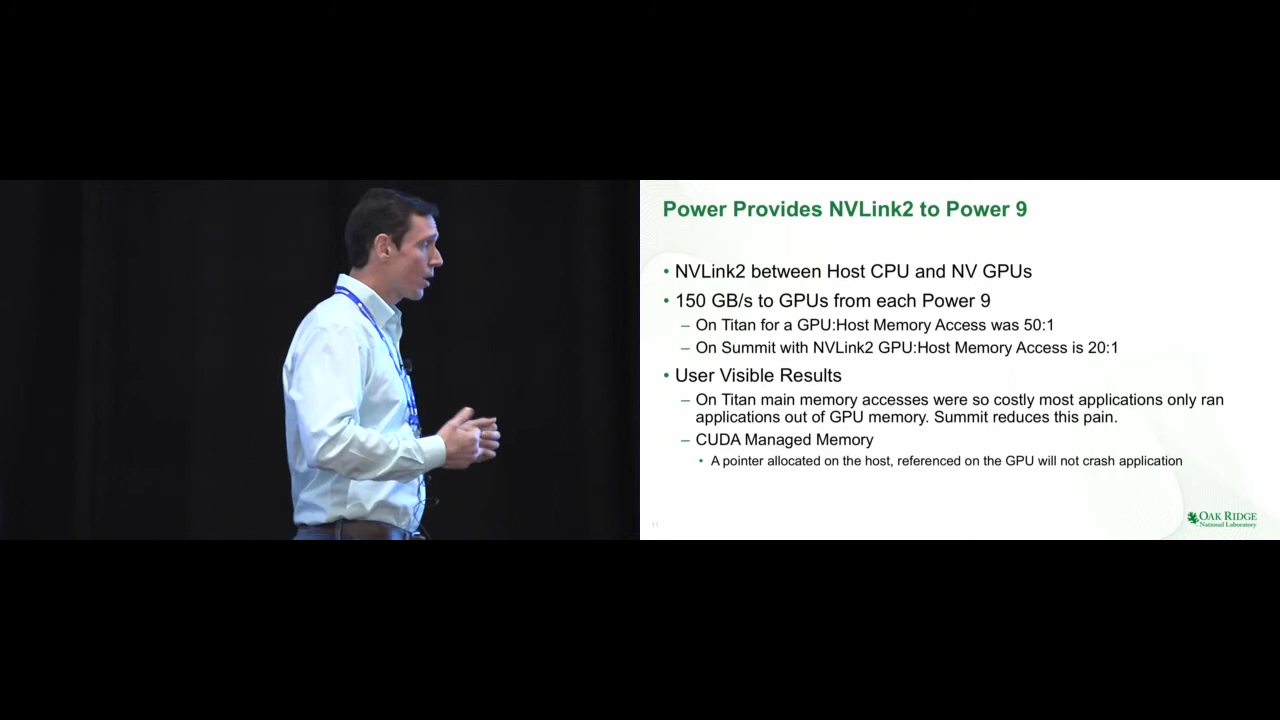 Power Provides NVLink2 to Power 9
• NVLink2 between Host CPU and NV GPUs
• 150 GB/s to GPUs from each Power 9
– On Titan for a GPU:Host Memory Access was 50:1
– On Summit with NVLink2 GPU:Host Memory Access is 20:1
• User Visible Results
– On Titan main memory accesses were so costly most applications only ran
applications out of GPU memory. Summit reduces this pain.
– CUDA Managed Memory
• A pointer allocated on the host, referenced on the GPU will not crash application
11
OAK RIDGE
National Laboratory